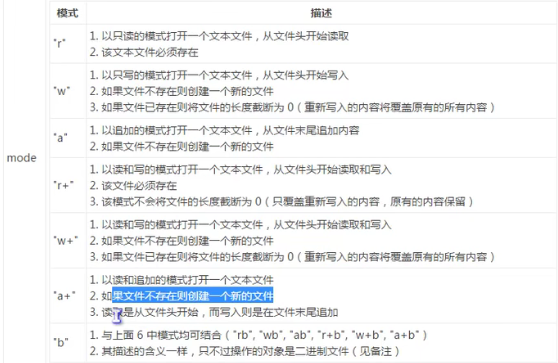 模式 描述
"r"
1. 以只读的模式打开一个文本文件，从文件头开始读取
2. 该文本文件必须存在
"w"
1. 以只写的模式打开一个文本文件，从文件头开始写入
2. 如果文件不存在则创建一个新的文件
3. 如果文件已存在则将文件的长度截断为 0（重新写入的内容将覆盖原有的所有内容）
"a"
1. 以追加的模式打开一个文本文件，从文件末尾追加内容
2. 如果文件不存在则创建一个新的文件
mode
"r+"
1. 以读和写的模式打开一个文本文件，从文件头开始读取和写入
2. 该文件必须存在
3. 该模式不会将文件的长度截断为 0（只覆盖重新写入的内容，原有的内容保留）
"w+"
1. 以读和写的模式打开一个文本文件，从文件头开始读取和写入
2. 如果文件不存在则创建一个新的文件
3. 如果文件已存在则将文件的长度截断为 0（重新写入的内容将覆盖原有的所有内容）
"a+"
1. 以读和追加的模式打开一个文本文件
2. 如果文件不存在则创建一个新的文件
3. 读是从文件头开始，而写入则是在文件末尾追加
"b"
1. 与上面 6 中模式均可结合（"rb", "wb", "ab", "r+b", "w+b", "a+b"）
2. 其描述的含义一样，只不过操作的对象是二进制文件（见备注）